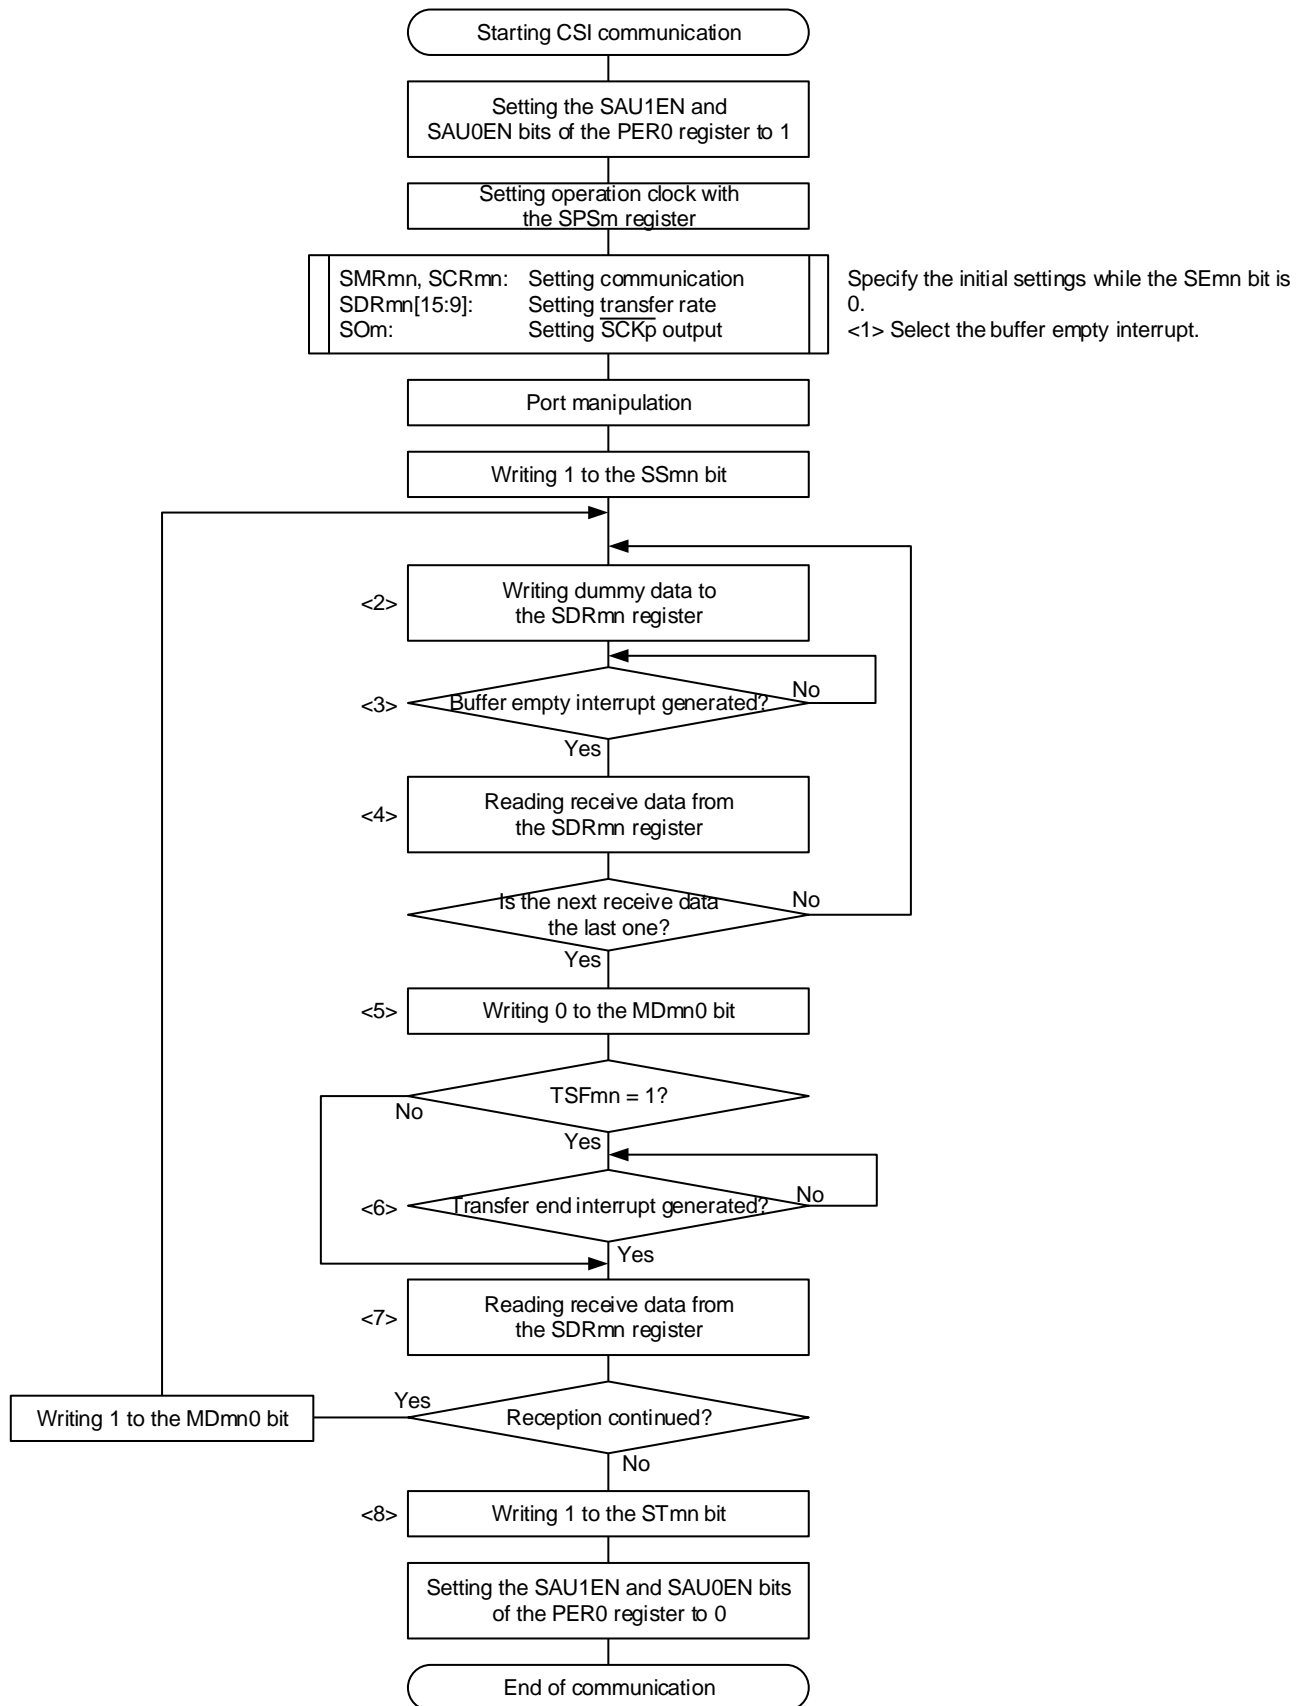 Starting CSI communication
Setting the SAU1EN and
SAU0EN bits of the PER0 register to 1
Setting operation clock with
the SPSm register
SMRmn, SCRmn: Setting communication
SDRmn[15:9]: Setting transfer rate
SOm: Setting SCKp output
Specify the initial settings while the SEmn bit is
0.
<1> Select the buffer empty interrupt.
Port manipulation
Writing 1 to the SSmn bit
<2>
Writing dummy data to
the SDRmn register
<3>
Buffer empty interrupt generated?
No
Yes
<4>
Reading receive data from
the SDRmn register
Is the next receive data
the last one?
No
Yes
<5>
Writing 0 to the MDmn0 bit
TSFmn = 1?
No
Yes
<6>
Transfer end interrupt generated?
No
Yes
<7>
Reading receive data from
the SDRmn register
Yes
Writing 1 to the MDmn0 bit
Reception continued?
No
<8>
Writing 1 to the STmn bit
Setting the SAU1EN and SAU0EN bits
of the PER0 register to 0
End of communication